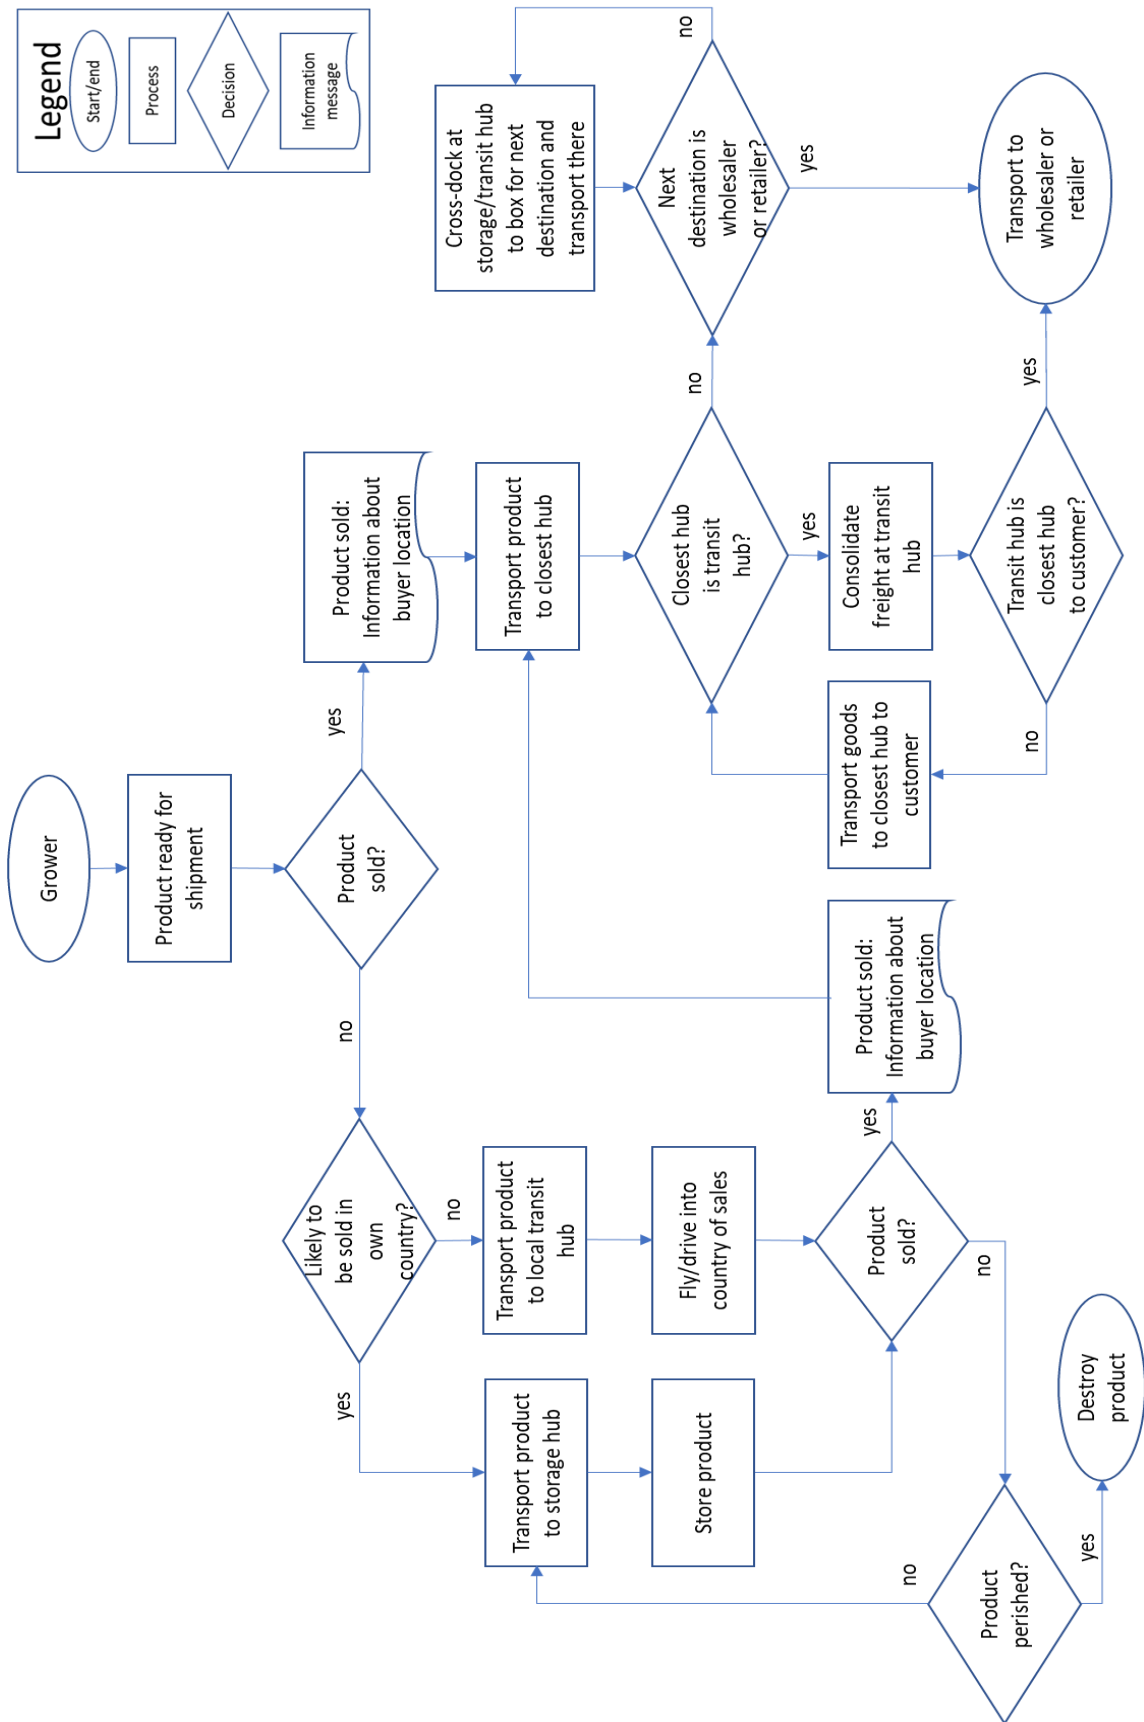 Legend
Start/end
Process
Decision
Information
message
Grower
Product ready for
shipment
Product
sold?
yes
no
Product sold:
Information about
buyer location
Likely to
be sold in
own
country?
yes
no
Transport product
to storage hub
Store product
Transport product
to local transit
hub
Fly/drive into
country of sales
Product
sold?
yes
no
Product sold:
Information about
buyer location
Product
perished?
no
yes
Destroy
product
Transport product
to closest hub
Closest hub
is transit
hub?
no
yes
Consolidate
freight at transit
hub
Transit hub is
closest hub
to customer?
no
yes
Transport goods
to closest hub to
customer
Cross-dock at
storage/transit hub
to box for next
destination and
transport there
Next
destination is
wholesaler
or retailer?
no
yes
Transport to
wholesaler or
retailer